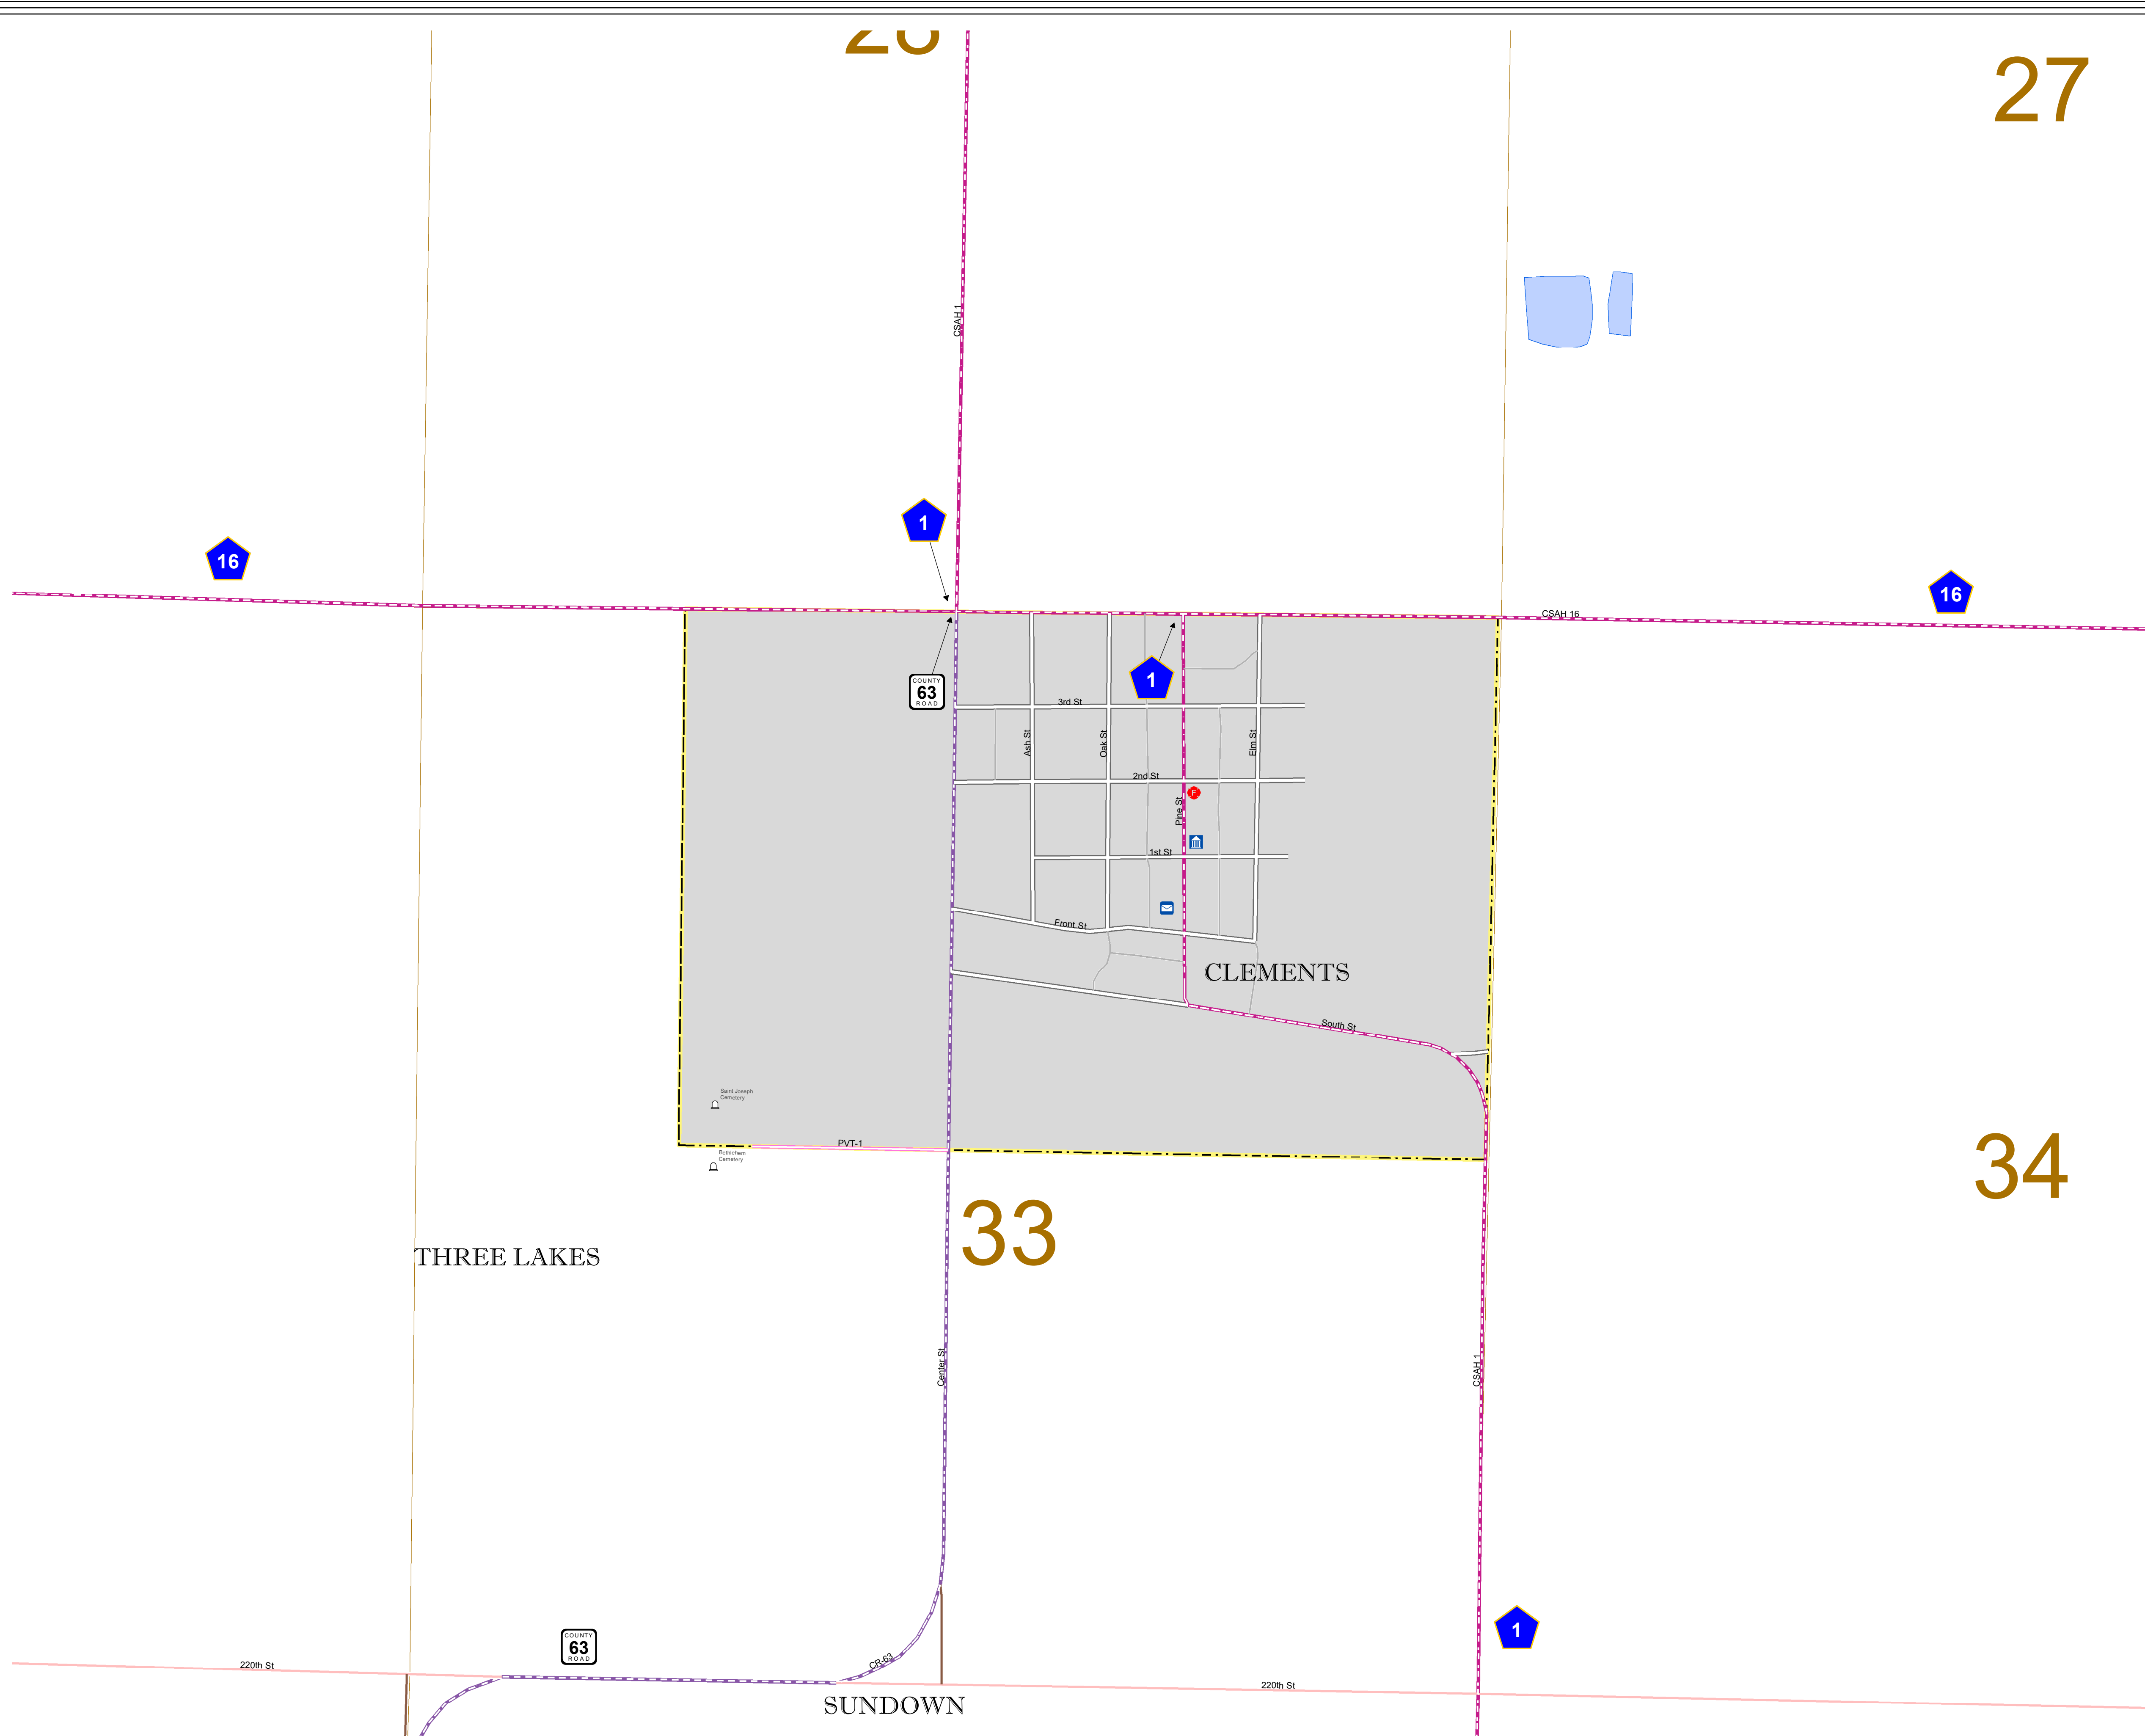 27
CSAH 1
1
16
16
CSAH 16
COUNTY
63
ROAD
1
3rd St
Ash St
Oak St
Elm St
2nd St
F
Pine St
1st St
Front St
CLEMENTS
South St
Saint Joseph
Cemetery
PVT-1
Bethlehem
Cemetery
34
33
THREE LAKES
Center St
CSAH 1
1
COUNTY
63
ROAD
CR-63
220th St
220th St
SUNDOWN